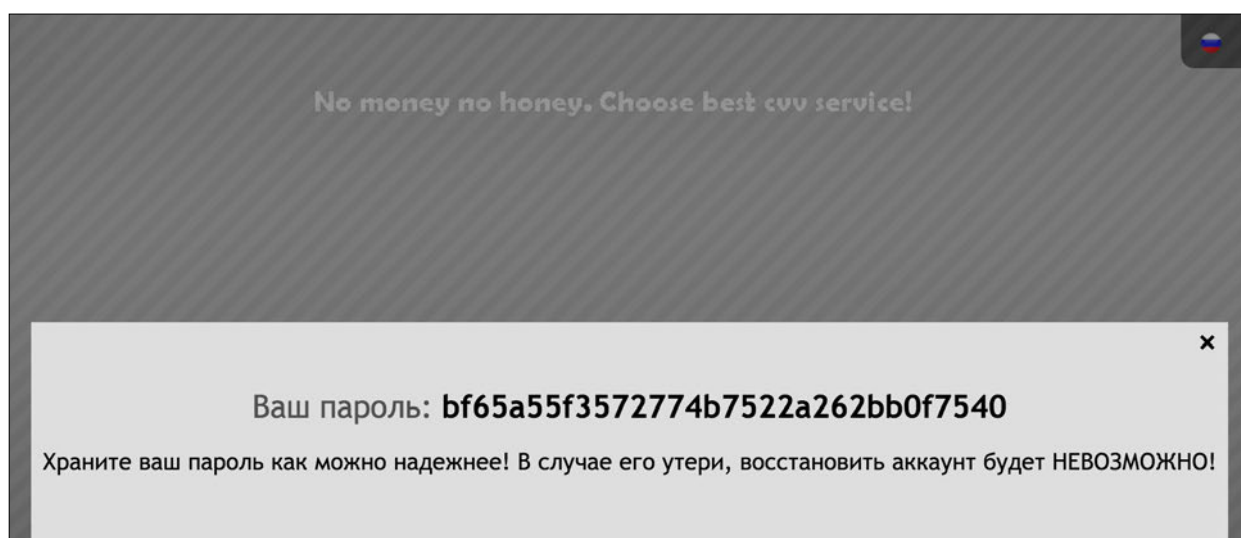 No money no honey. Choose best cvv service!
×
Ваш пароль: bf65a55f3572774b7522a262bb0f7540
Храните ваш пароль как можно надежнее! В случае его утери, восстановить аккаунт будет НЕВОЗМОЖНО!